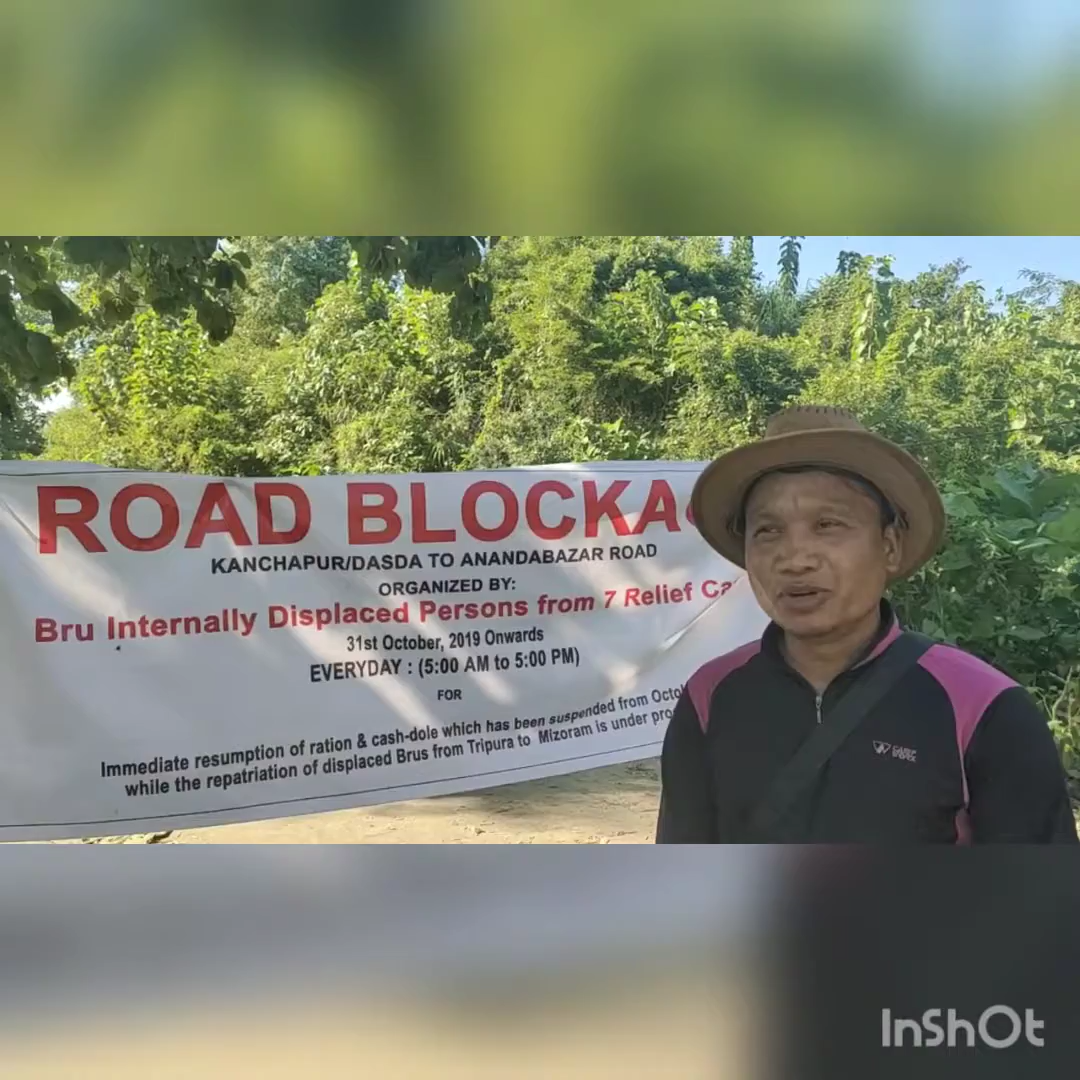 ROAD BLOCKA
KANCHAPUR/DASDA TO ANANDABAZAR ROAD
ORGANIZED BY:
Bru Internally Displaced Persons from 7 Relief Ca
31st October, 2019 Onwards
EVERYDAY : (5:00 AM to 5:00 PM)
FOR
Immediate resumption of ration & cash-dole which has been suspended from Octo
while the repatriation of displaced Brus from Tripura to Mizoram is under pro
InShOt